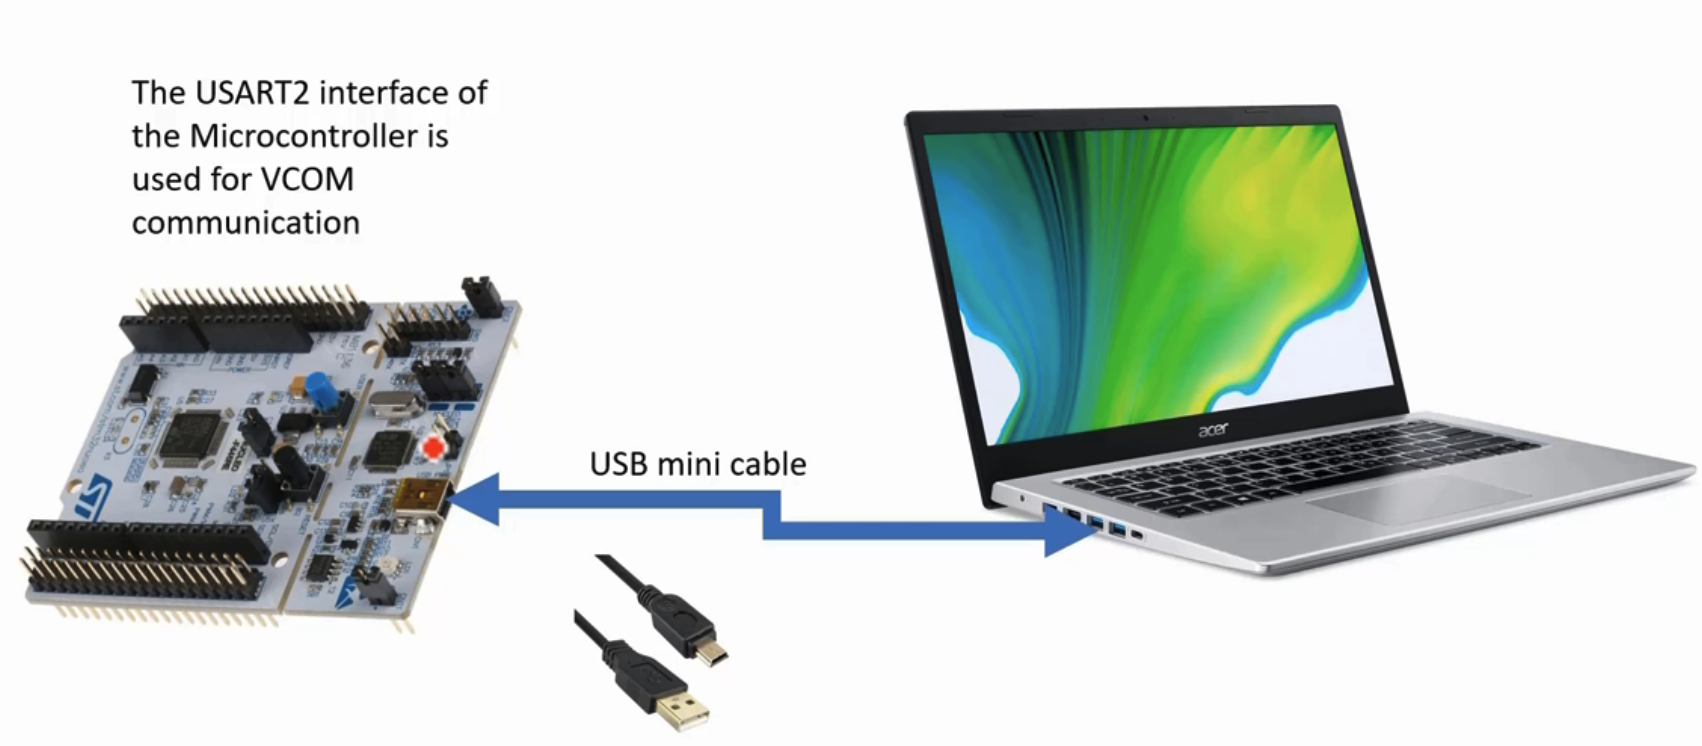 The USART2 interface of
the Microcontroller is
used for VCOM
communication
USB mini cable
acer